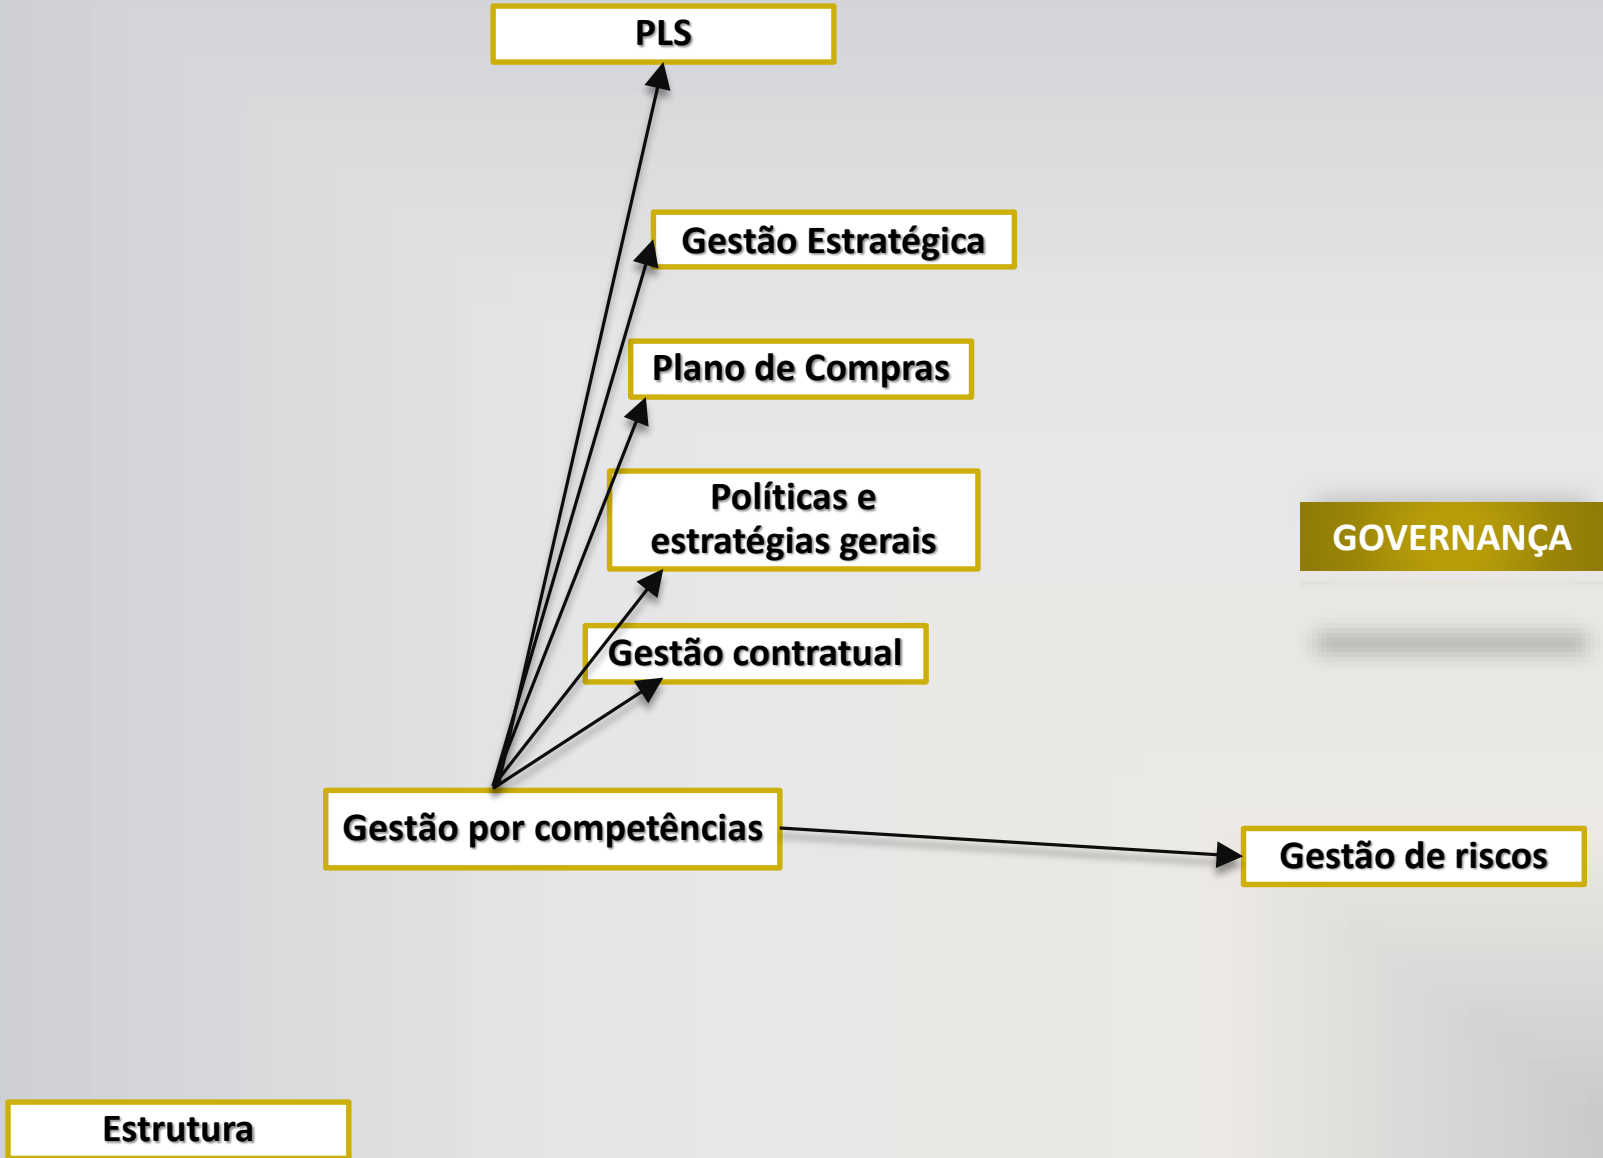 PLS
Gestão Estratégica
Plano de Compras
Políticas e
estratégias gerais
GOVERNANÇA
Gestão contratual
Gestão por competências
Gestão de riscos
Estrutura